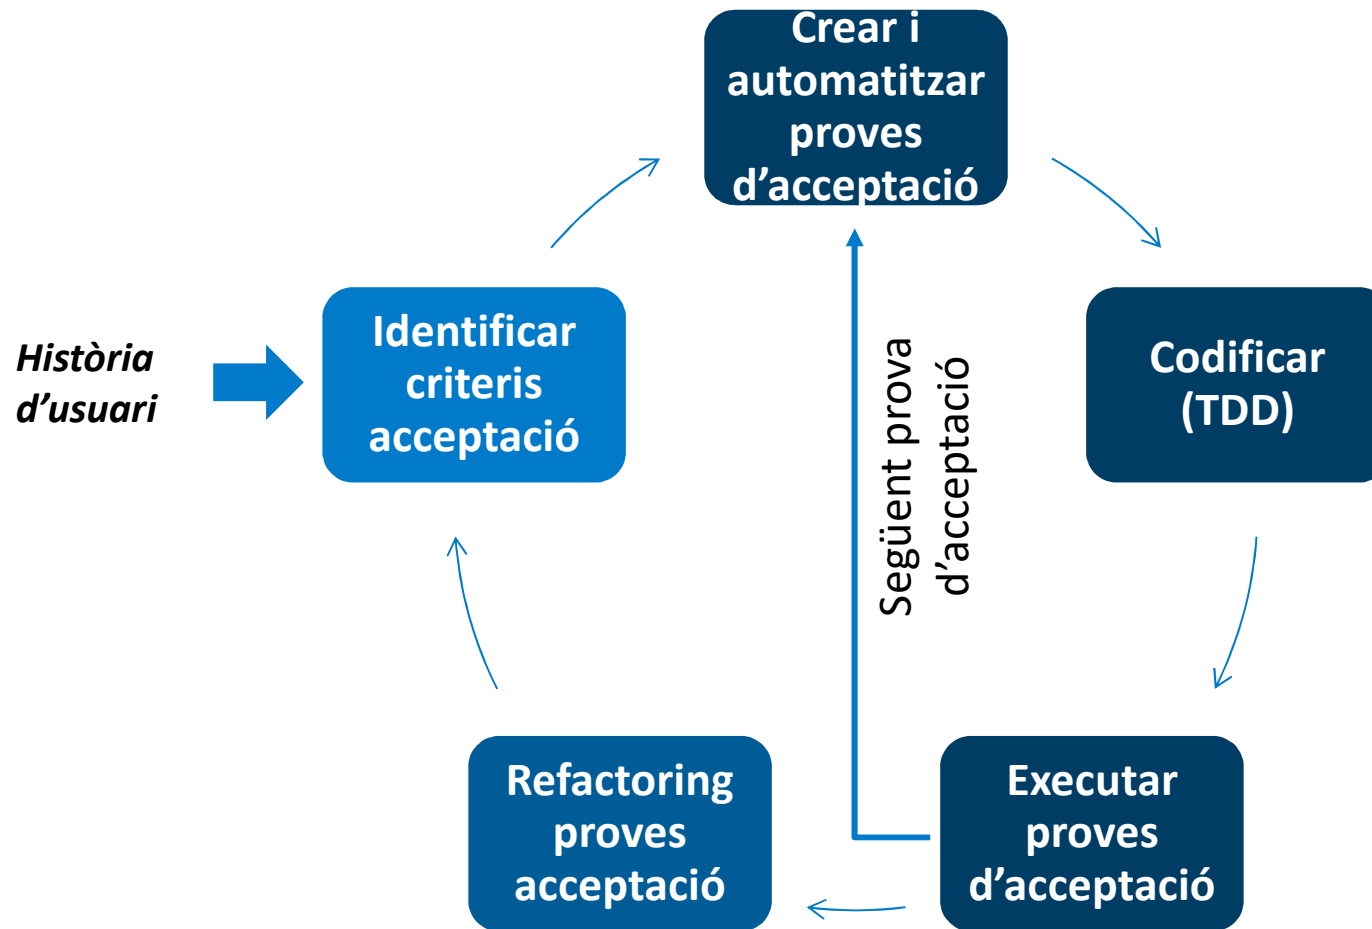 Crear i
automatitzar
proves
d’acceptació
Història
d’usuari
Identificar
criteris
acceptació
Següent prova
d’acceptació
Codificar
(TDD)
Refactoring
proves
acceptació
Executar
proves
d’acceptació